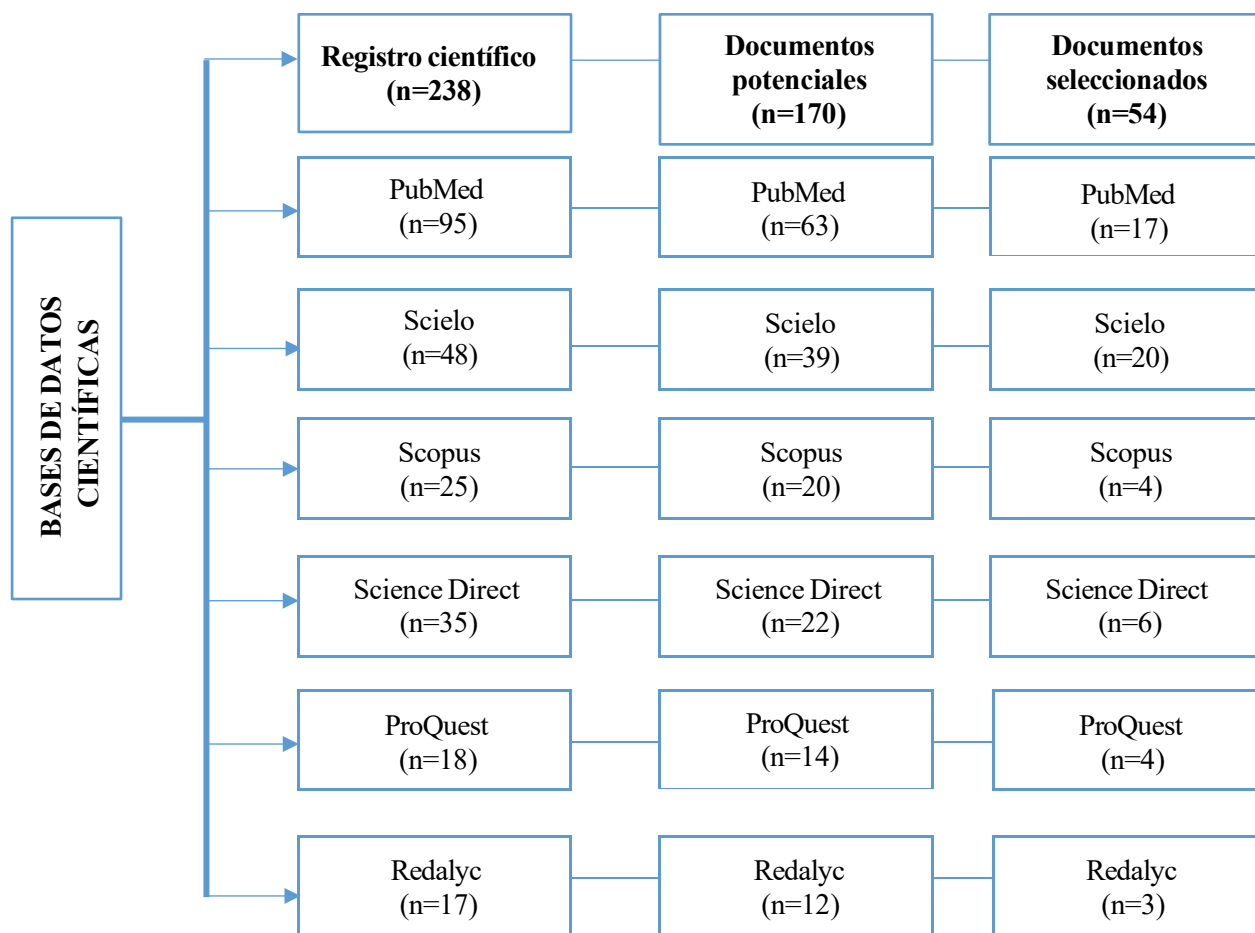 Registro científico
(n=238)
Documentos
potenciales
(n=170)
Documentos
seleccionados
(n=54)
BASES DE DATOS
CIENTÍFICAS
PubMed
(n=95)
PubMed
(n=63)
PubMed
(n=17)
Scielo
(n=48)
Scielo
(n=39)
Scielo
(n=20)
Scopus
(n=25)
Scopus
(n=20)
Scopus
(n=4)
Science Direct
(n=35)
Science Direct
(n=22)
Science Direct
(n=6)
ProQuest
(n=18)
ProQuest
(n=14)
ProQuest
(n=4)
Redalyc
(n=17)
Redalyc
(n=12)
Redalyc
(n=3)